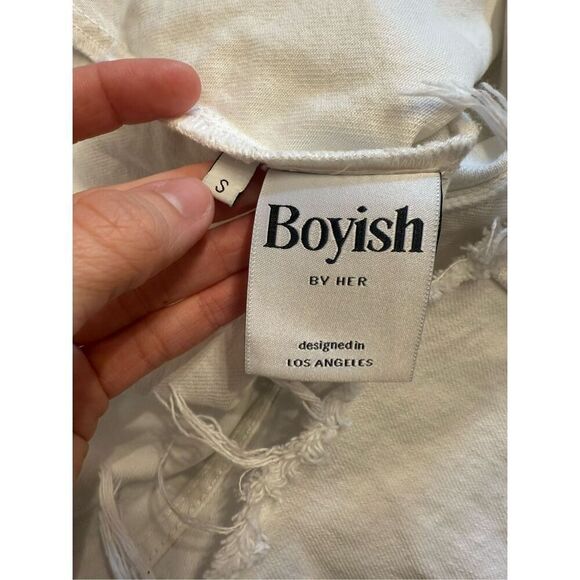 S
Boyish
BY HER
designed in
LOS ANGELES